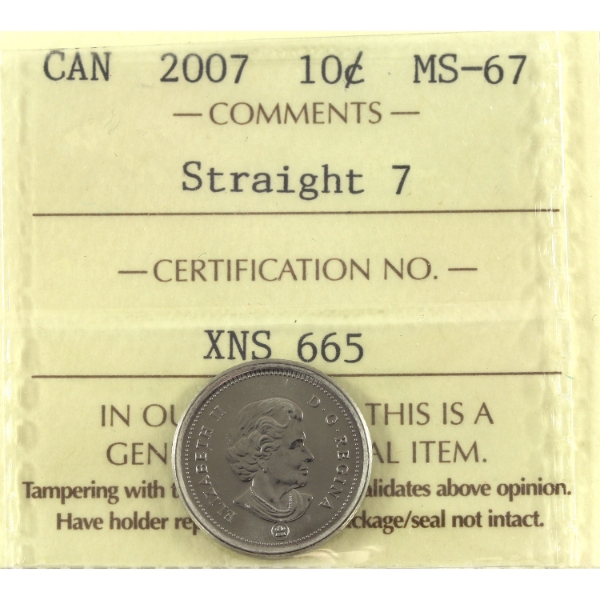 CAN 2007 10¢ MS-67
— COMMENTS —
Straight 7
— CERTIFICATION NO. —
XNS 665
IN OU THIS IS A
GEN AL ITEM.
Tampering with t alidates above opinion.
Have holder rep ckage/seal not intact.
ELIZABETH II D·G·REGINA